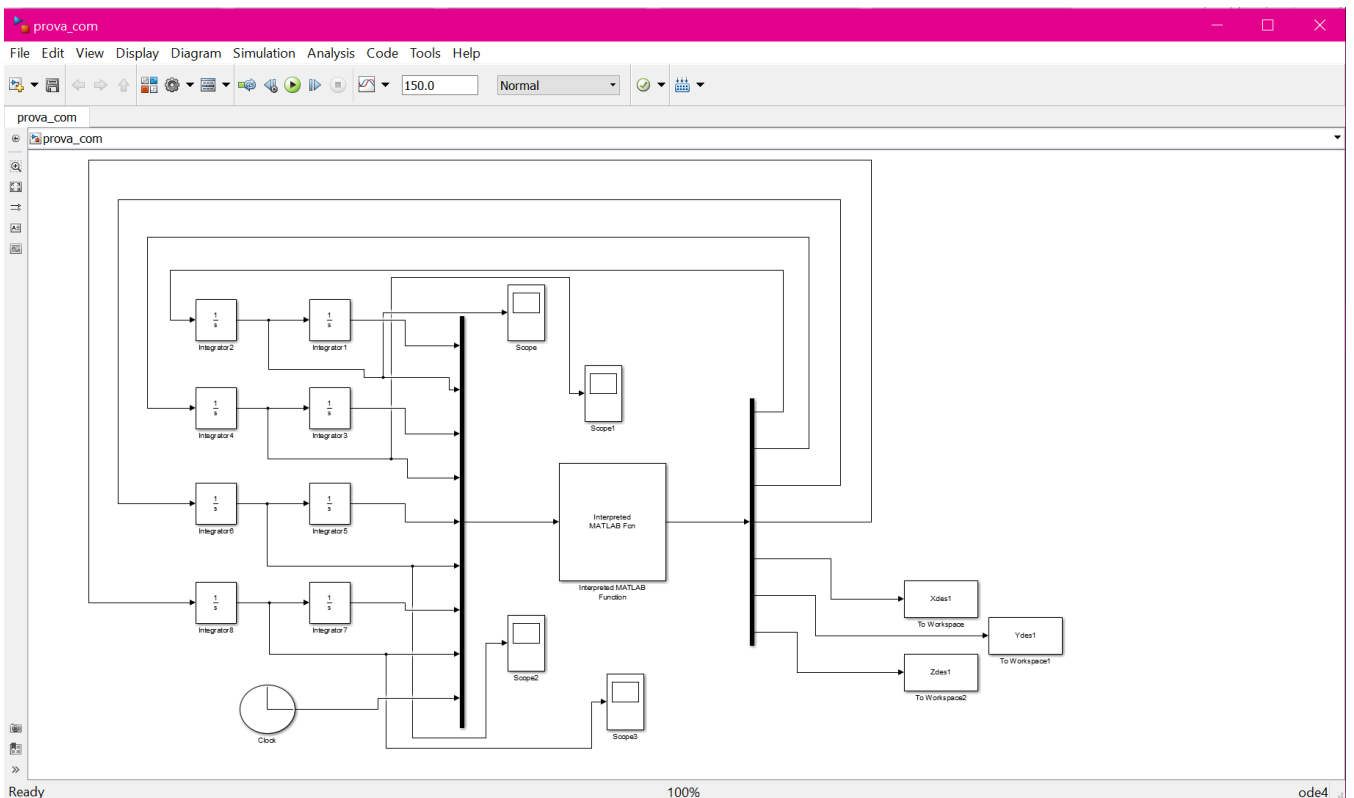 prova_com
File Edit View Display Diagram Simulation Analysis Code Tools Help
150.0 Normal
prova_com
prova_com
Scope
1
s
Integrator2
1
s
Integrator1
Scope1
1
s
Integrator4
1
s
Integrator3
1
s
Integrator6
1
s
Integrator5
Interpreted
MATLAB Fcn
Interpreted MATLAB
Function
1
s
Integrator8
1
s
Integrator7
Xdes1
To Workspace
Ydes1
To Workspace1
Zdes1
To Workspace2
Scope2
Scope3
Clock
Ready 100% ode4